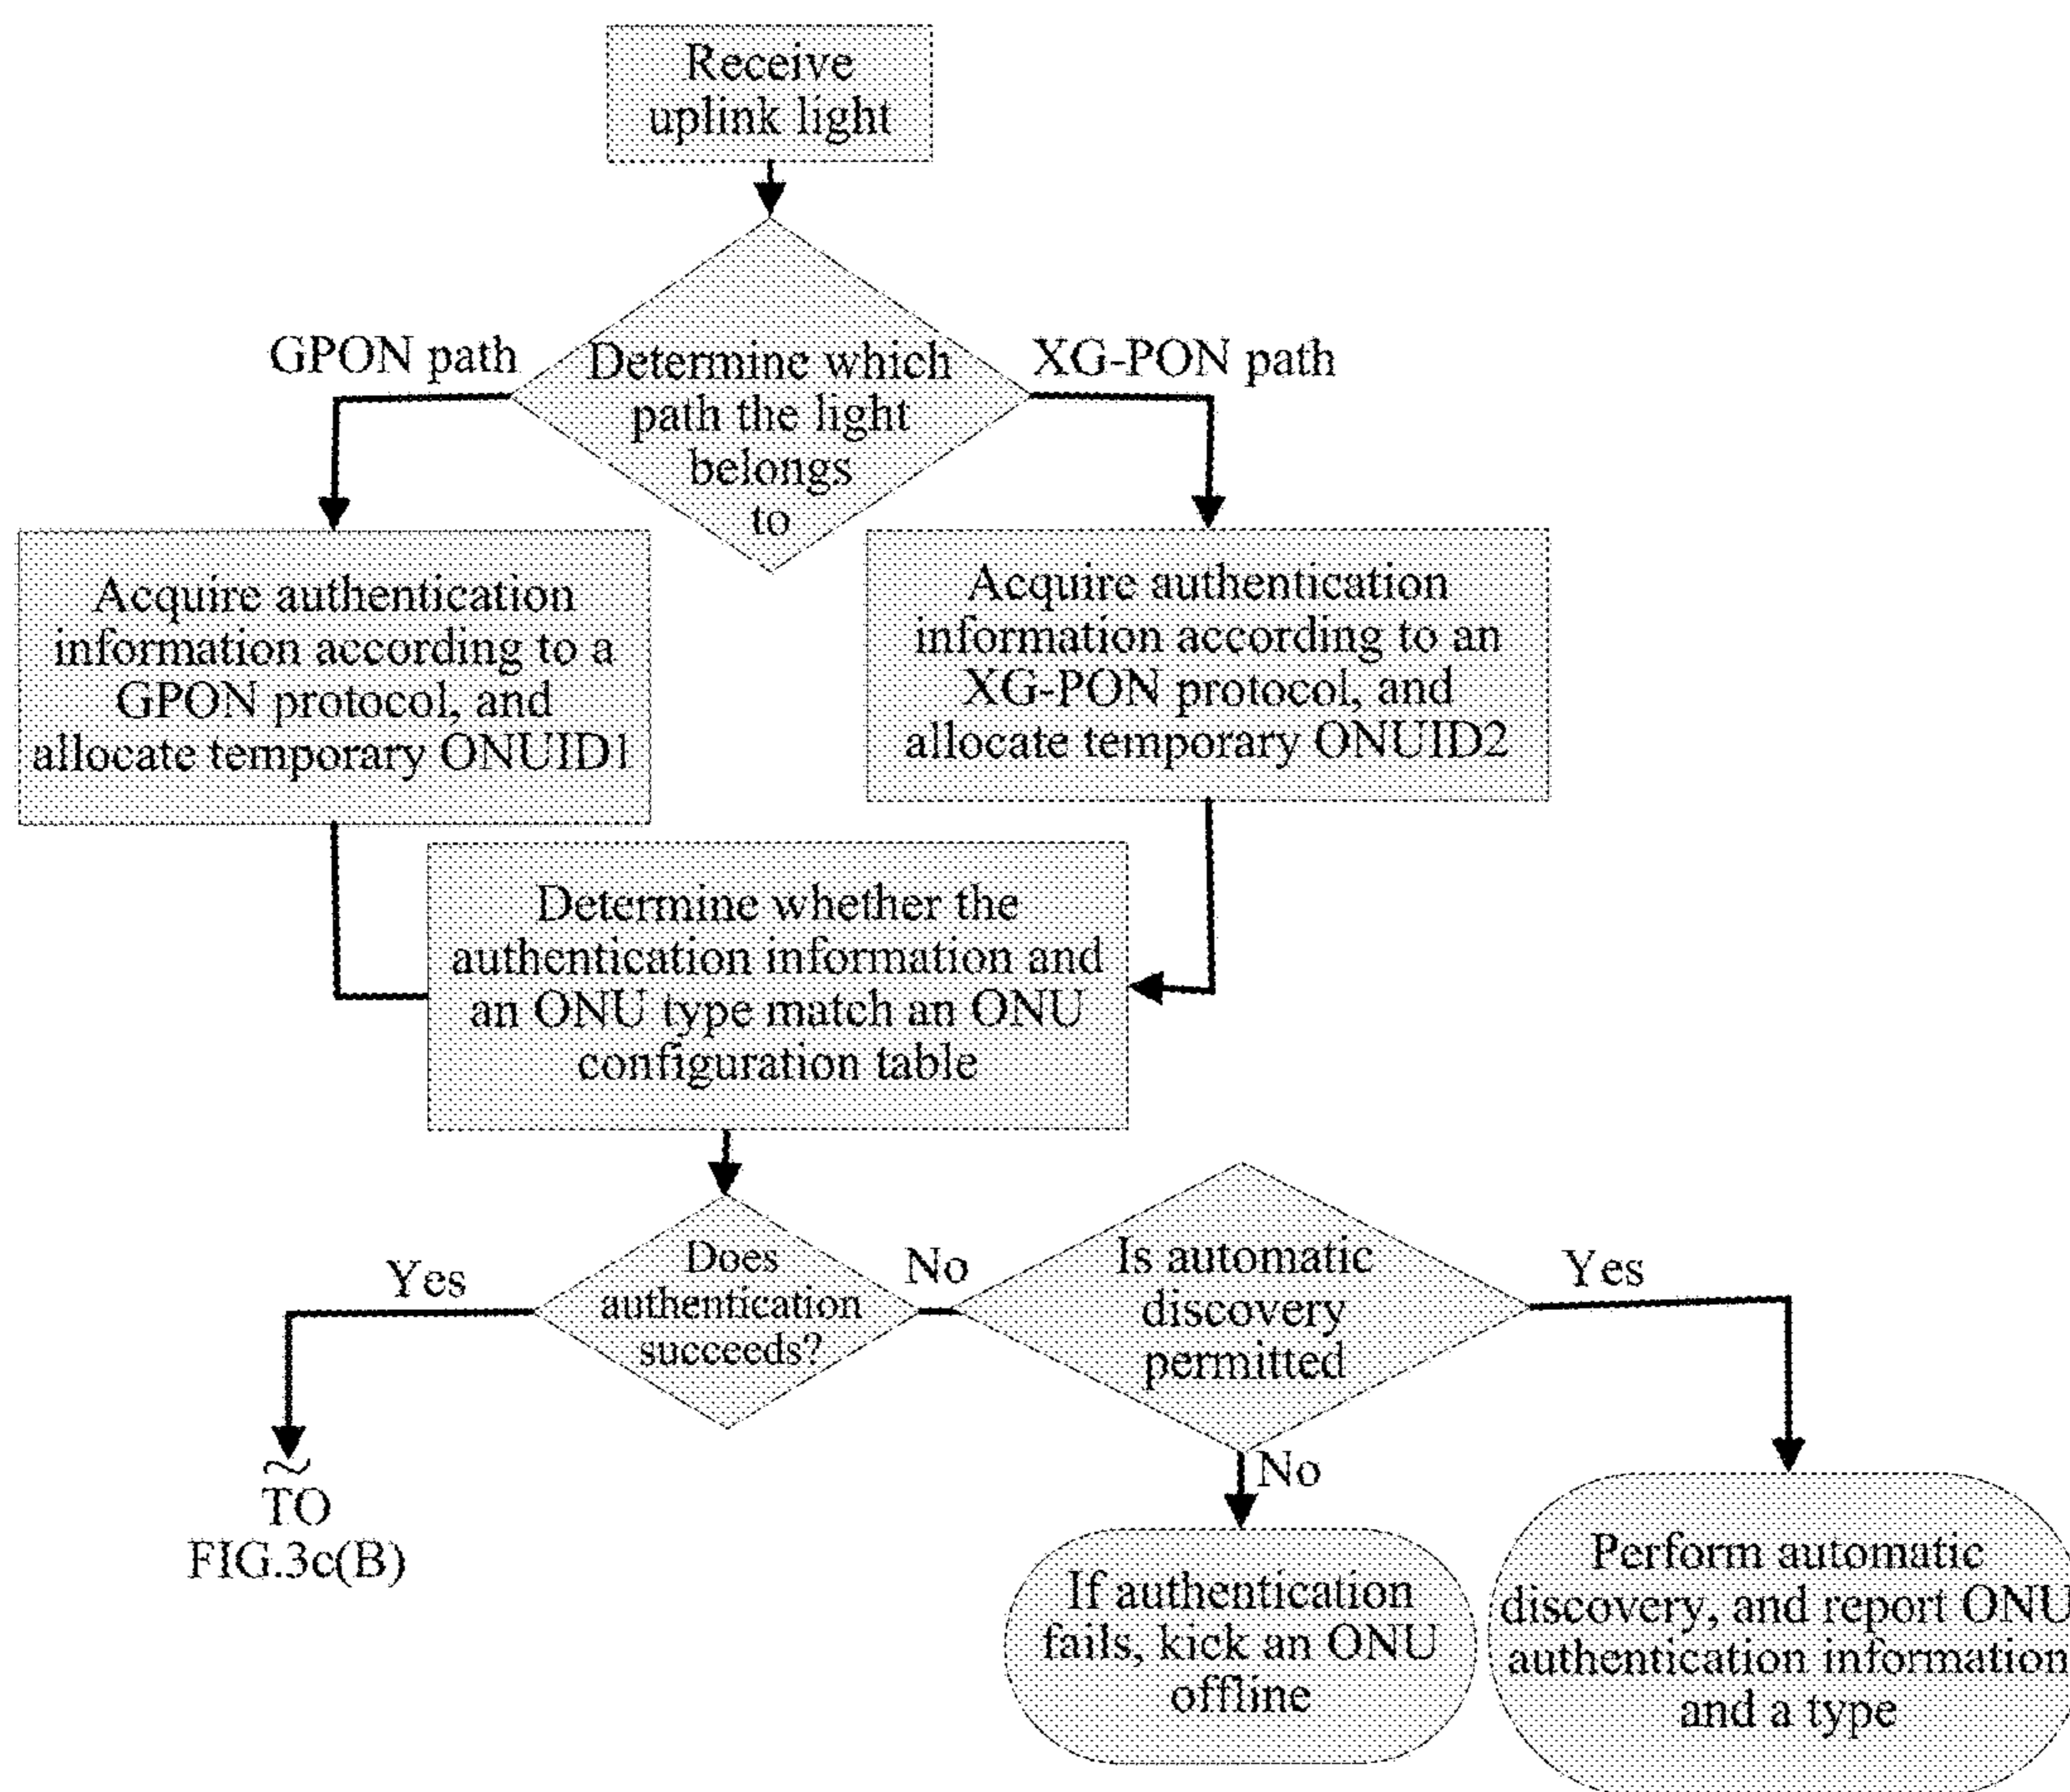 Receive
uplink light
GPON path
Determine which
path the light
belongs
to
XG-PON path
Acquire authentication
information according to a
GPON protocol, and
allocate temporary ONUID1
Acquire authentication
information according to an
XG-PON protocol, and
allocate temporary ONUID2
Determine whether the
authentication information and
an ONU type match an ONU
configuration table
Yes
Does
authentication
succeeds?
No
Is automatic
discovery
permitted
Yes
No
TO
FIG.3c(B)
If authentication
fails, kick an ONU
offline
Perform automatic
discovery, and report ONU
authentication information
and a type